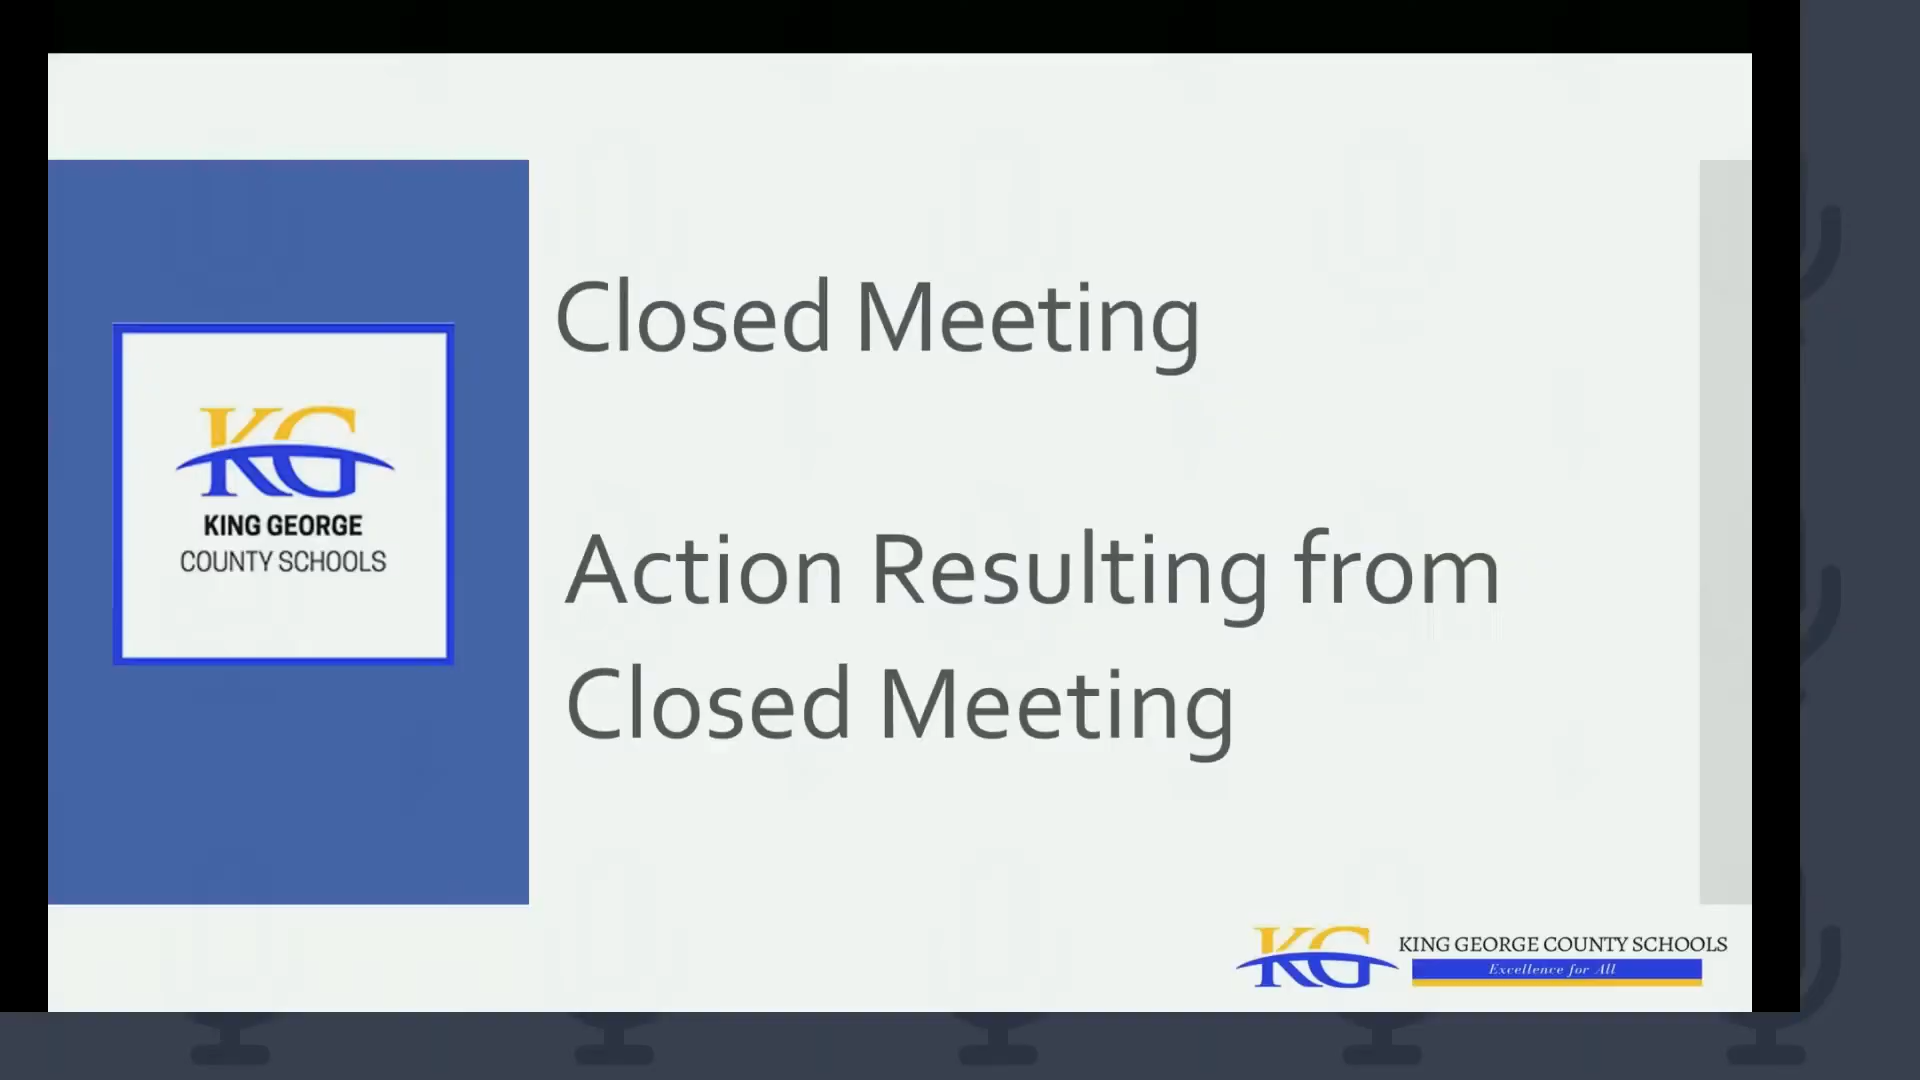 Closed Meeting
KG
KING GEORGE
COUNTY SCHOOLS
Action Resulting from
Closed Meeting
KG
KING GEORGE COUNTY SCHOOLS
Excellence for All